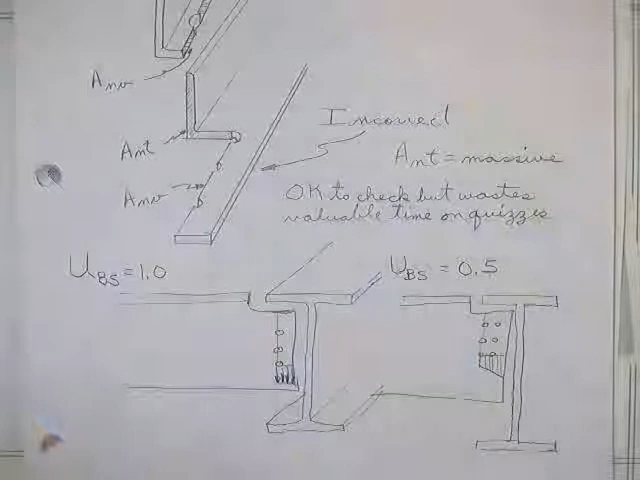 Anv
Incorrect
Ant
Ant = massive
Anv
OK to check but wastes
valuable time on quizzes
UBS = 1.0
UBS = 0.5